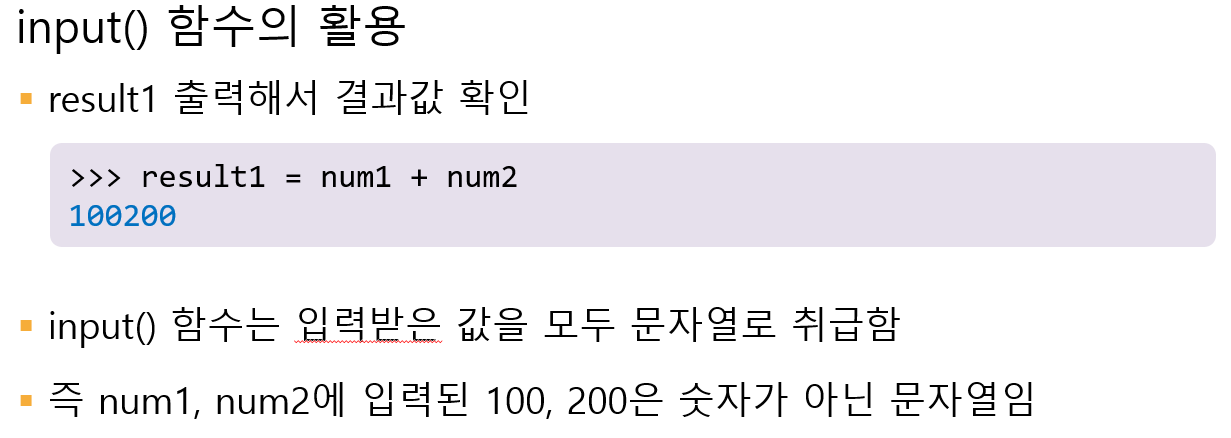 input() 함수의 활용
▪ result1 출력해서 결과값 확인
>>> result1 = num1 + num2
100200
▪ input() 함수는 입력받은 값을 모두 문자열로 취급함
▪ 즉 num1, num2에 입력된 100, 200은 숫자가 아닌 문자열임